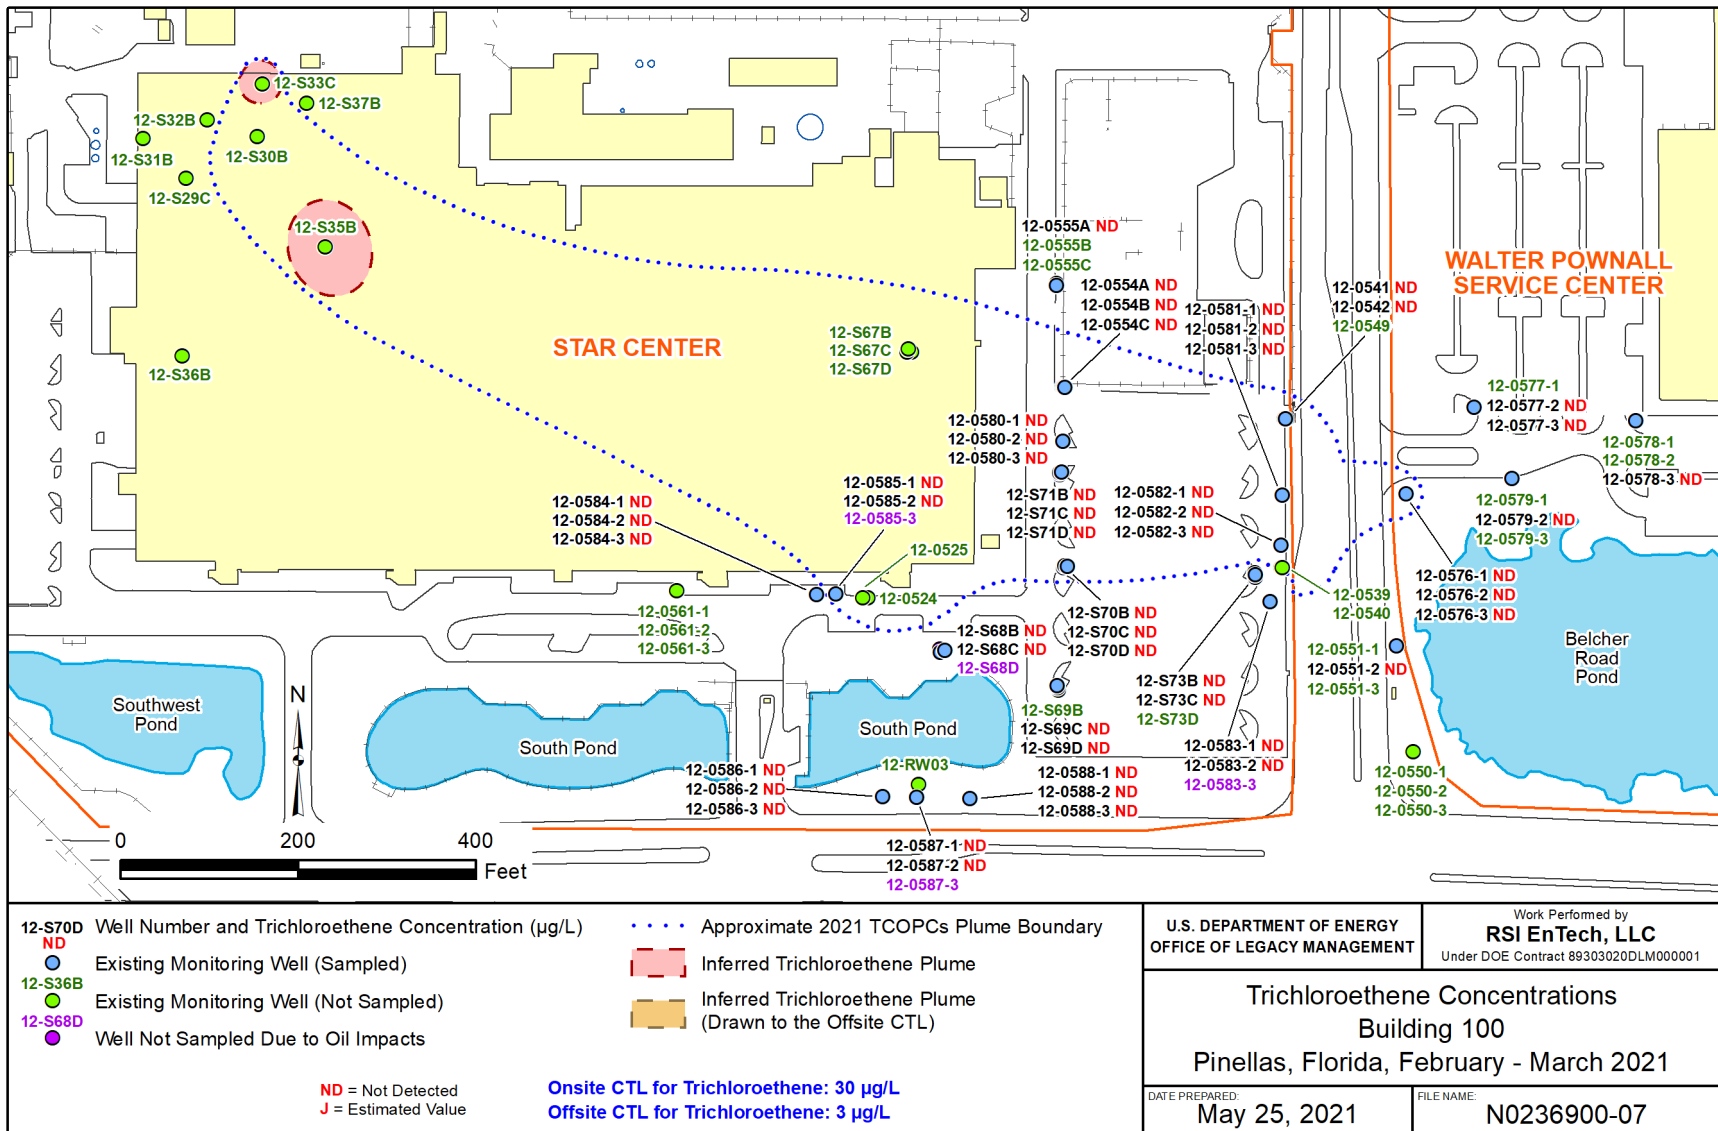 12-S33C
12-S37B
12-S32B
12-S31B
12-S30B
12-S29C
12-S35B
12-S36B
STAR CENTER
12-S67B
12-S67C
12-S67D
12-0555A ND
12-0555B
12-0555C
12-0554A ND
12-0554B ND
12-0554C ND
12-0581-1 ND
12-0581-2 ND
12-0581-3 ND
12-0541 ND
12-0542 ND
12-0549
WALTER POWNALL
SERVICE CENTER
12-0577-1
12-0577-2 ND
12-0577-3 ND
12-0578-1
12-0578-2
12-0578-3 ND
12-0579-1
12-0579-2 ND
12-0579-3
12-0580-1 ND
12-0580-2 ND
12-0580-3 ND
12-S71B ND
12-S71C ND
12-S71D ND
12-0582-1 ND
12-0582-2 ND
12-0582-3 ND
12-0585-1 ND
12-0585-2 ND
12-0585-3
12-0584-1 ND
12-0584-2 ND
12-0584-3 ND
12-0525
12-0524
12-0561-1
12-0561-2
12-0561-3
12-S68B ND
12-S68C ND
12-S68D
12-S70B ND
12-S70C ND
12-S70D ND
12-0539
12-0540
12-0576-1 ND
12-0576-2 ND
12-0576-3 ND
12-0551-1
12-0551-2 ND
12-0551-3
12-S73B ND
12-S73C ND
12-S73D
12-S69B
12-S69C ND
12-S69D ND
12-0583-1 ND
12-0583-2 ND
12-0583-3
12-0550-1
12-0550-2
12-0550-3
Belcher
Road
Pond
Southwest
Pond
South Pond
South Pond
12-RW03
12-0586-1 ND
12-0586-2 ND
12-0586-3 ND
12-0588-1 ND
12-0588-2 ND
12-0588-3 ND
12-0587-1 ND
12-0587-2 ND
12-0587-3
N
0 200 400
Feet
12-S70D
ND
Well Number and Trichloroethene Concentration (µg/L)
Existing Monitoring Well (Sampled)
12-S36B
Existing Monitoring Well (Not Sampled)
12-S68D
Well Not Sampled Due to Oil Impacts
Approximate 2021 TCOPCs Plume Boundary
Inferred Trichloroethene Plume
Inferred Trichloroethene Plume
(Drawn to the Offsite CTL)
ND = Not Detected
J = Estimated Value
Onsite CTL for Trichloroethene: 30 µg/L
Offsite CTL for Trichloroethene: 3 µg/L
U.S. DEPARTMENT OF ENERGY
OFFICE OF LEGACY MANAGEMENT
Work Performed by
RSI EnTech, LLC
Under DOE Contract 89303020DLM000001
Trichloroethene Concentrations
Building 100
Pinellas, Florida, February - March 2021
DATE PREPARED:
May 25, 2021
FILE NAME:
N0236900-07